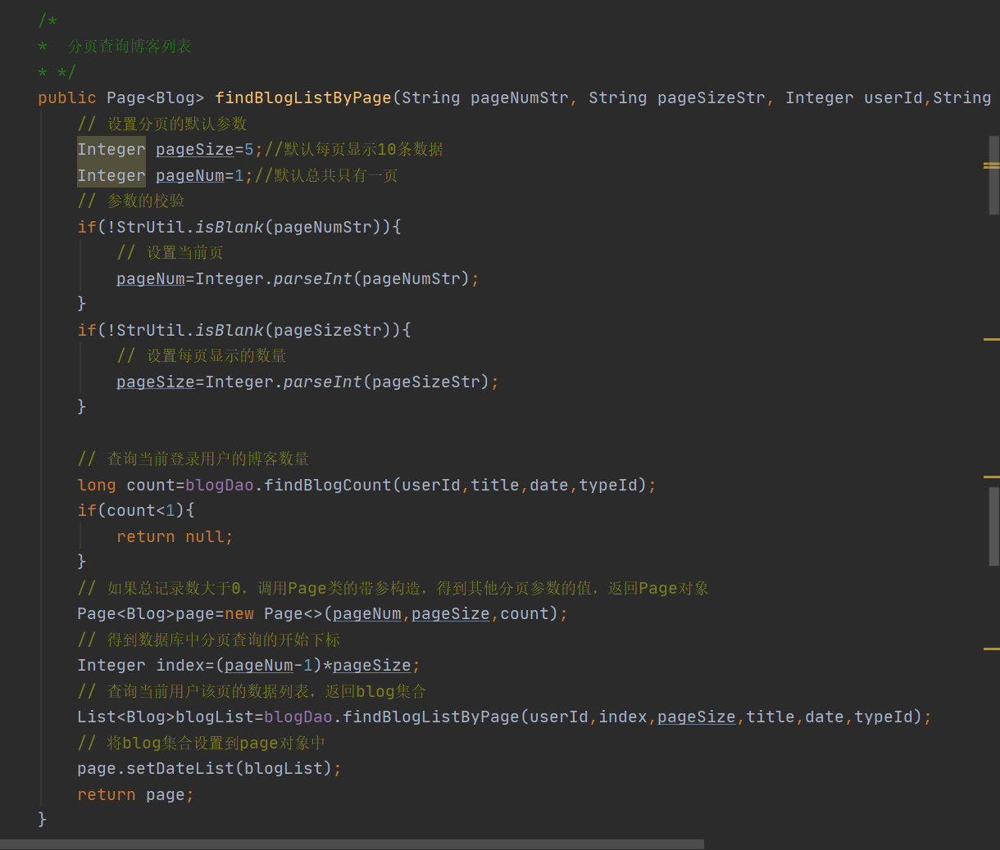 /*
*  分页查询博客列表
* */
public Page<Blog> findBlogListByPage(String pageNumStr, String pageSizeStr, Integer userId,String
// 设置分页的默认参数
Integer pageSize=5;//默认每页显示10条数据
Integer pageNum=1;//默认总共只有一页
// 参数的校验
if(!StrUtil.isBlank(pageNumStr)){
// 设置当前页
pageNum=Integer.parseInt(pageNumStr);
}
if(!StrUtil.isBlank(pageSizeStr)){
// 设置每页显示的数量
pageSize=Integer.parseInt(pageSizeStr);
}
// 查询当前登录用户的博客数量
long count=blogDao.findBlogCount(userId,title,date,typeId);
if(count<1){
return null;
}
// 如果总记录数大于0，调用Page类的带参构造，得到其他分页参数的值，返回Page对象
Page<Blog>page=new Page<>(pageNum,pageSize,count);
// 得到数据库中分页查询的开始下标
Integer index=(pageNum-1)*pageSize;
// 查询当前用户该页的数据列表，返回blog集合
List<Blog>blogList=blogDao.findBlogListByPage(userId,index,pageSize,title,date,typeId);
// 将blog集合设置到page对象中
page.setDateList(blogList);
return page;
}